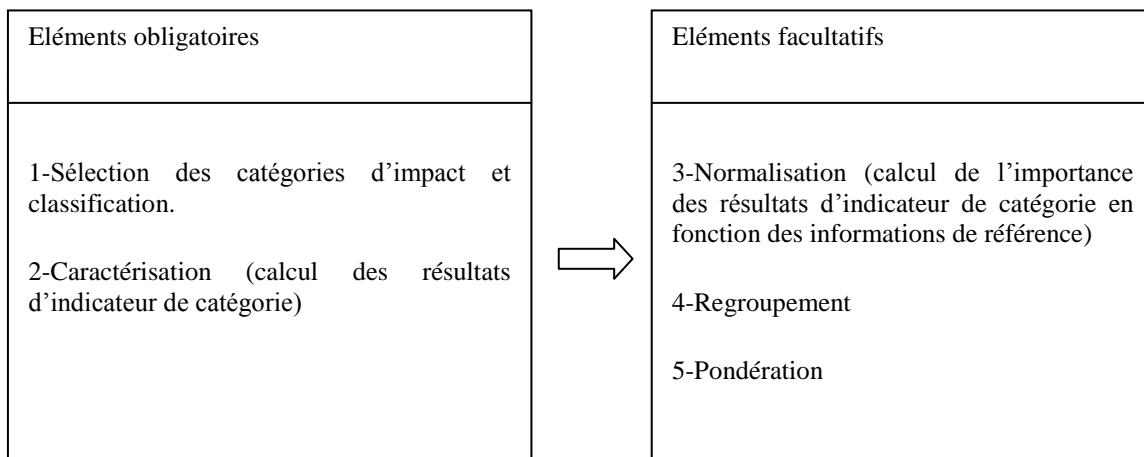 Eléments obligatoires
1-Sélection des catégories d’impact et
classification.
2-Caractérisation (calcul des résultats
d’indicateur de catégorie)
Eléments facultatifs
3-Normalisation (calcul de l’importance
des résultats d’indicateur de catégorie en
fonction des informations de référence)
4-Regroupement
5-Pondération